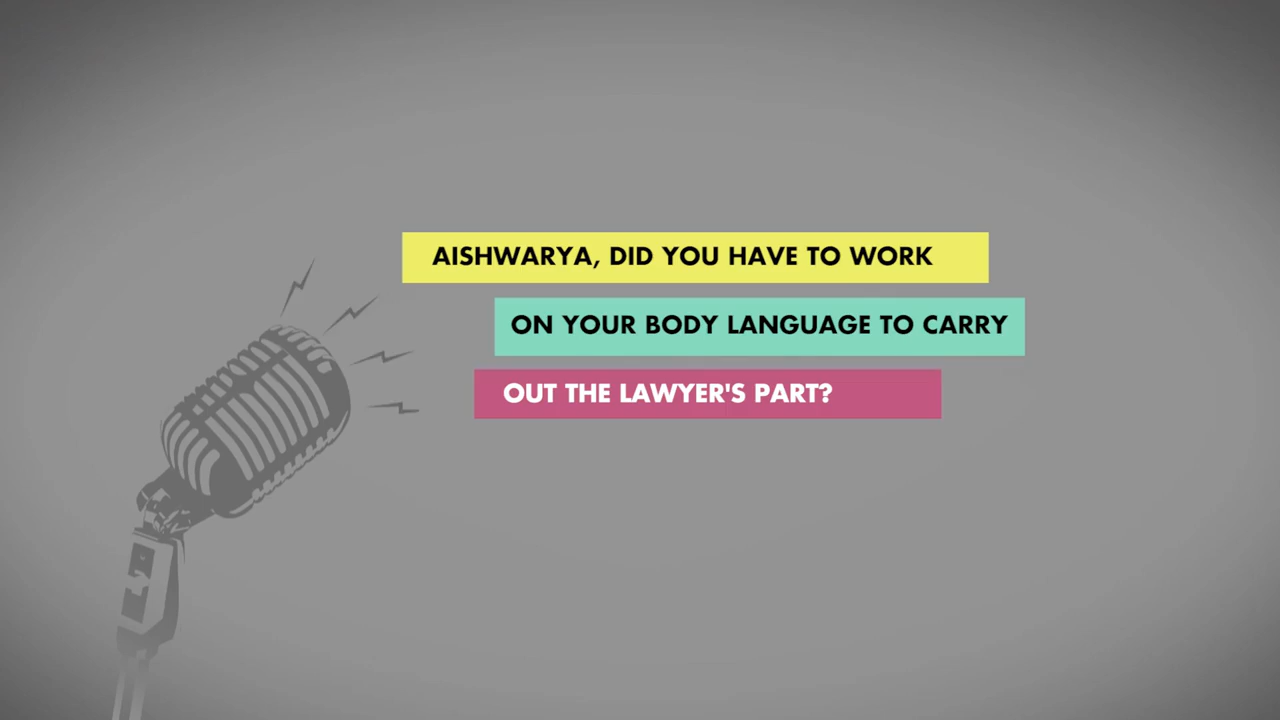 AISHWARYA, DID YOU HAVE TO WORK
ON YOUR BODY LANGUAGE TO CARRY
OUT THE LAWYER'S PART?